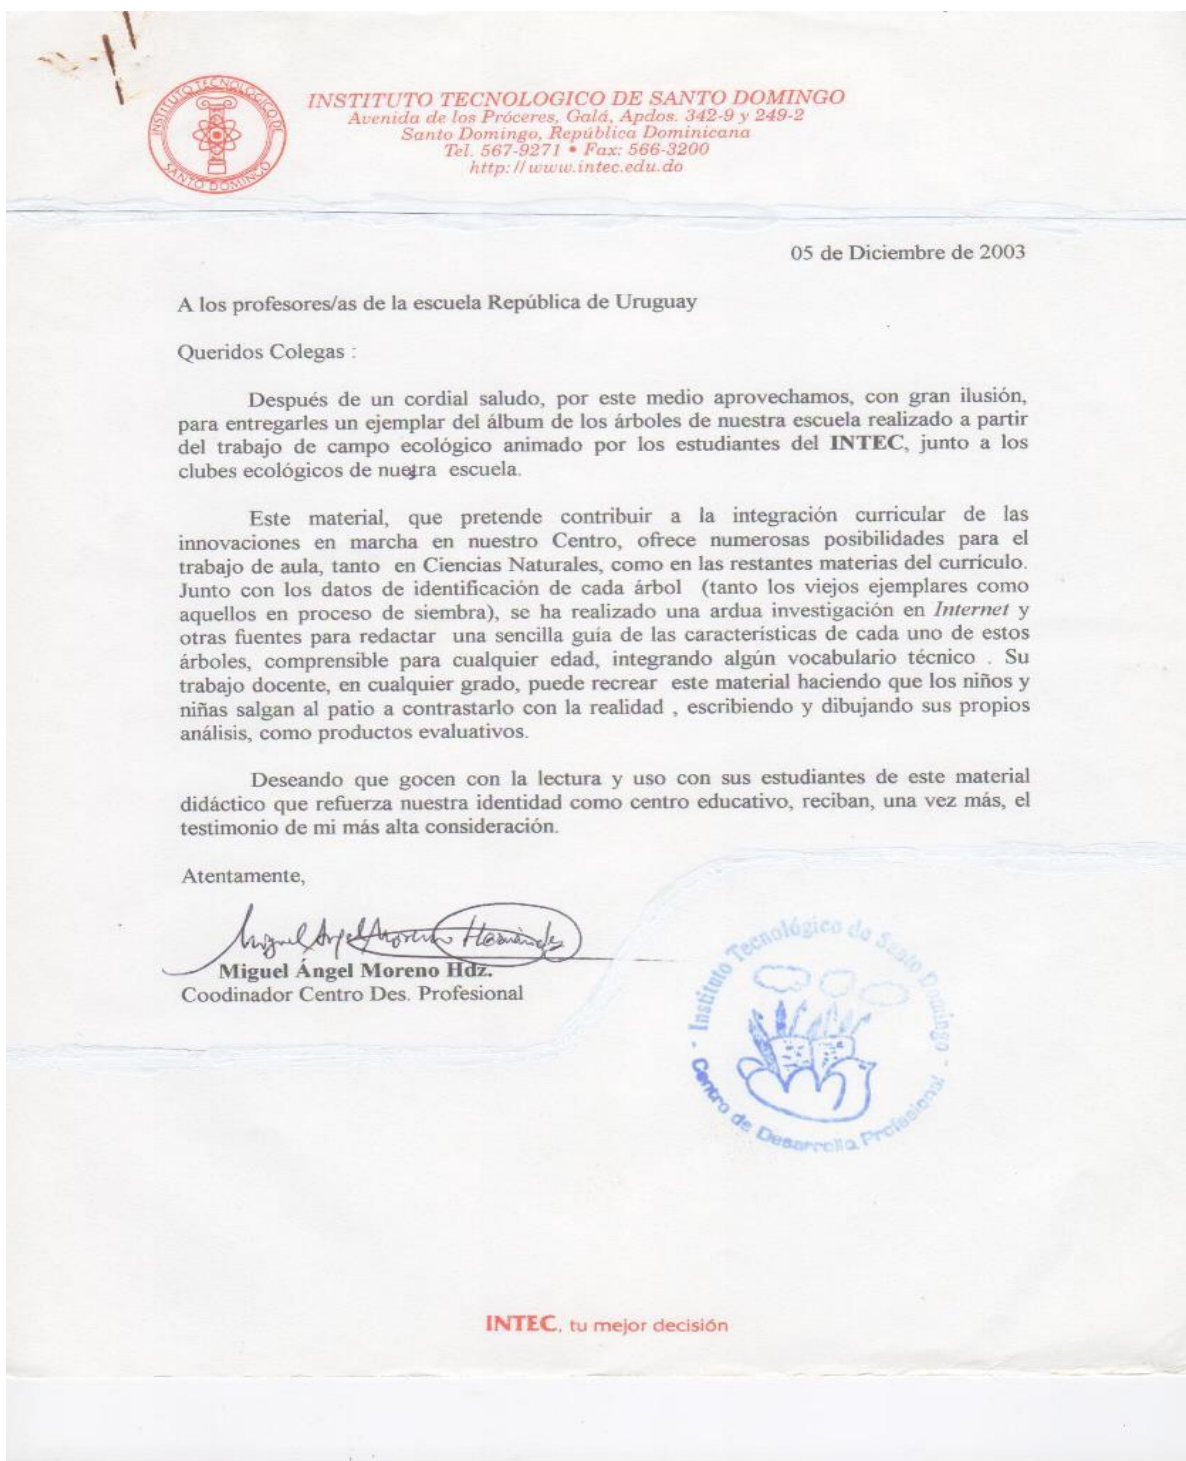 INSTITUTO TECNOLOGICO DE SANTO DOMINGO
INSTITUTO TECNOLOGICO DE
SANTO DOMINGO
Avenida de los Próceres, Galá, Apdos. 342-9 y 249-2
Santo Domingo, República Dominicana
Tel. 567-9271 • Fax: 566-3200
http://www.intec.edu.do
05 de Diciembre de 2003
A los profesores/as de la escuela República de Uruguay
Queridos Colegas :
Después de un cordial saludo, por este medio aprovechamos, con gran ilusión,
para entregarles un ejemplar del álbum de los árboles de nuestra escuela realizado a partir
del trabajo de campo ecológico animado por los estudiantes del INTEC, junto a los
clubes ecológicos de nuestra escuela.
Este material, que pretende contribuir a la integración curricular de las
innovaciones en marcha en nuestro Centro, ofrece numerosas posibilidades para el
trabajo de aula, tanto en Ciencias Naturales, como en las restantes materias del currículo.
Junto con los datos de identificación de cada árbol (tanto los viejos ejemplares como
aquellos en proceso de siembra), se ha realizado una ardua investigación en Internet y
otras fuentes para redactar una sencilla guía de las características de cada uno de estos
árboles, comprensible para cualquier edad, integrando algún vocabulario técnico . Su
trabajo docente, en cualquier grado, puede recrear este material haciendo que los niños y
niñas salgan al patio a contrastarlo con la realidad , escribiendo y dibujando sus propios
análisis, como productos evaluativos.
Deseando que gocen con la lectura y uso con sus estudiantes de este material
didáctico que refuerza nuestra identidad como centro educativo, reciban, una vez más, el
testimonio de mi más alta consideración.
Atentamente,
Miguel Angel Moreno Hernández
Miguel Ángel Moreno Hdz.
Coodinador Centro Des. Profesional
- Instituto Tecnológico de Santo Domingo -
Centro de Desarrollo Profesional
INTEC, tu mejor decisión